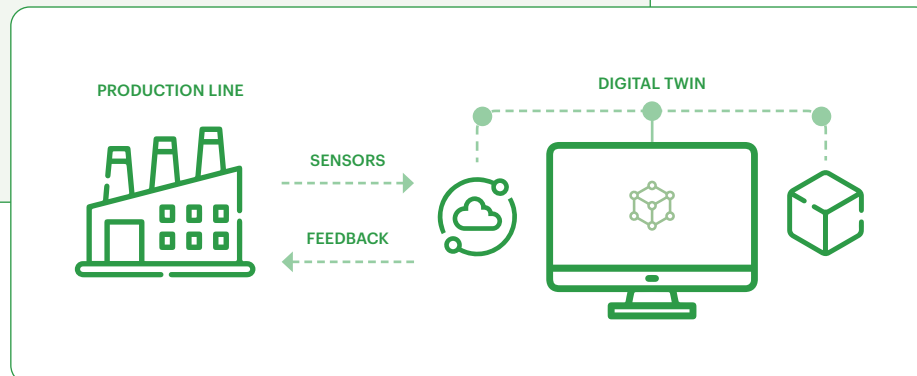 PRODUCTION LINE
DIGITAL TWIN
SENSORS
FEEDBACK